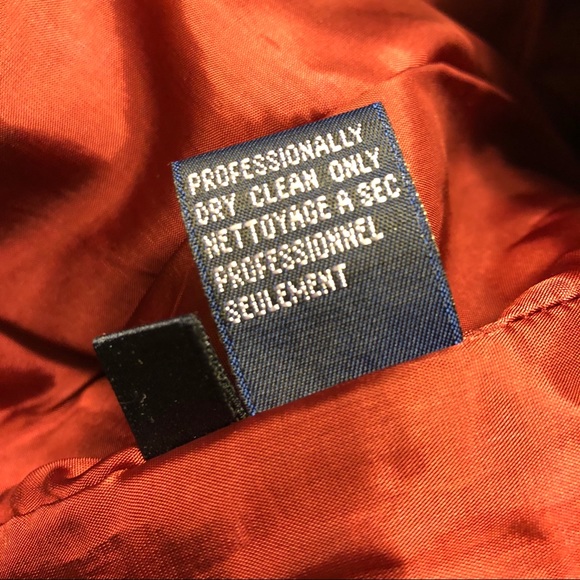 PROFESSIONALLY
DRY CLEAN ONLY
NETTOYAGE A SEC
PROFESSIONNEL
SEULEMENT